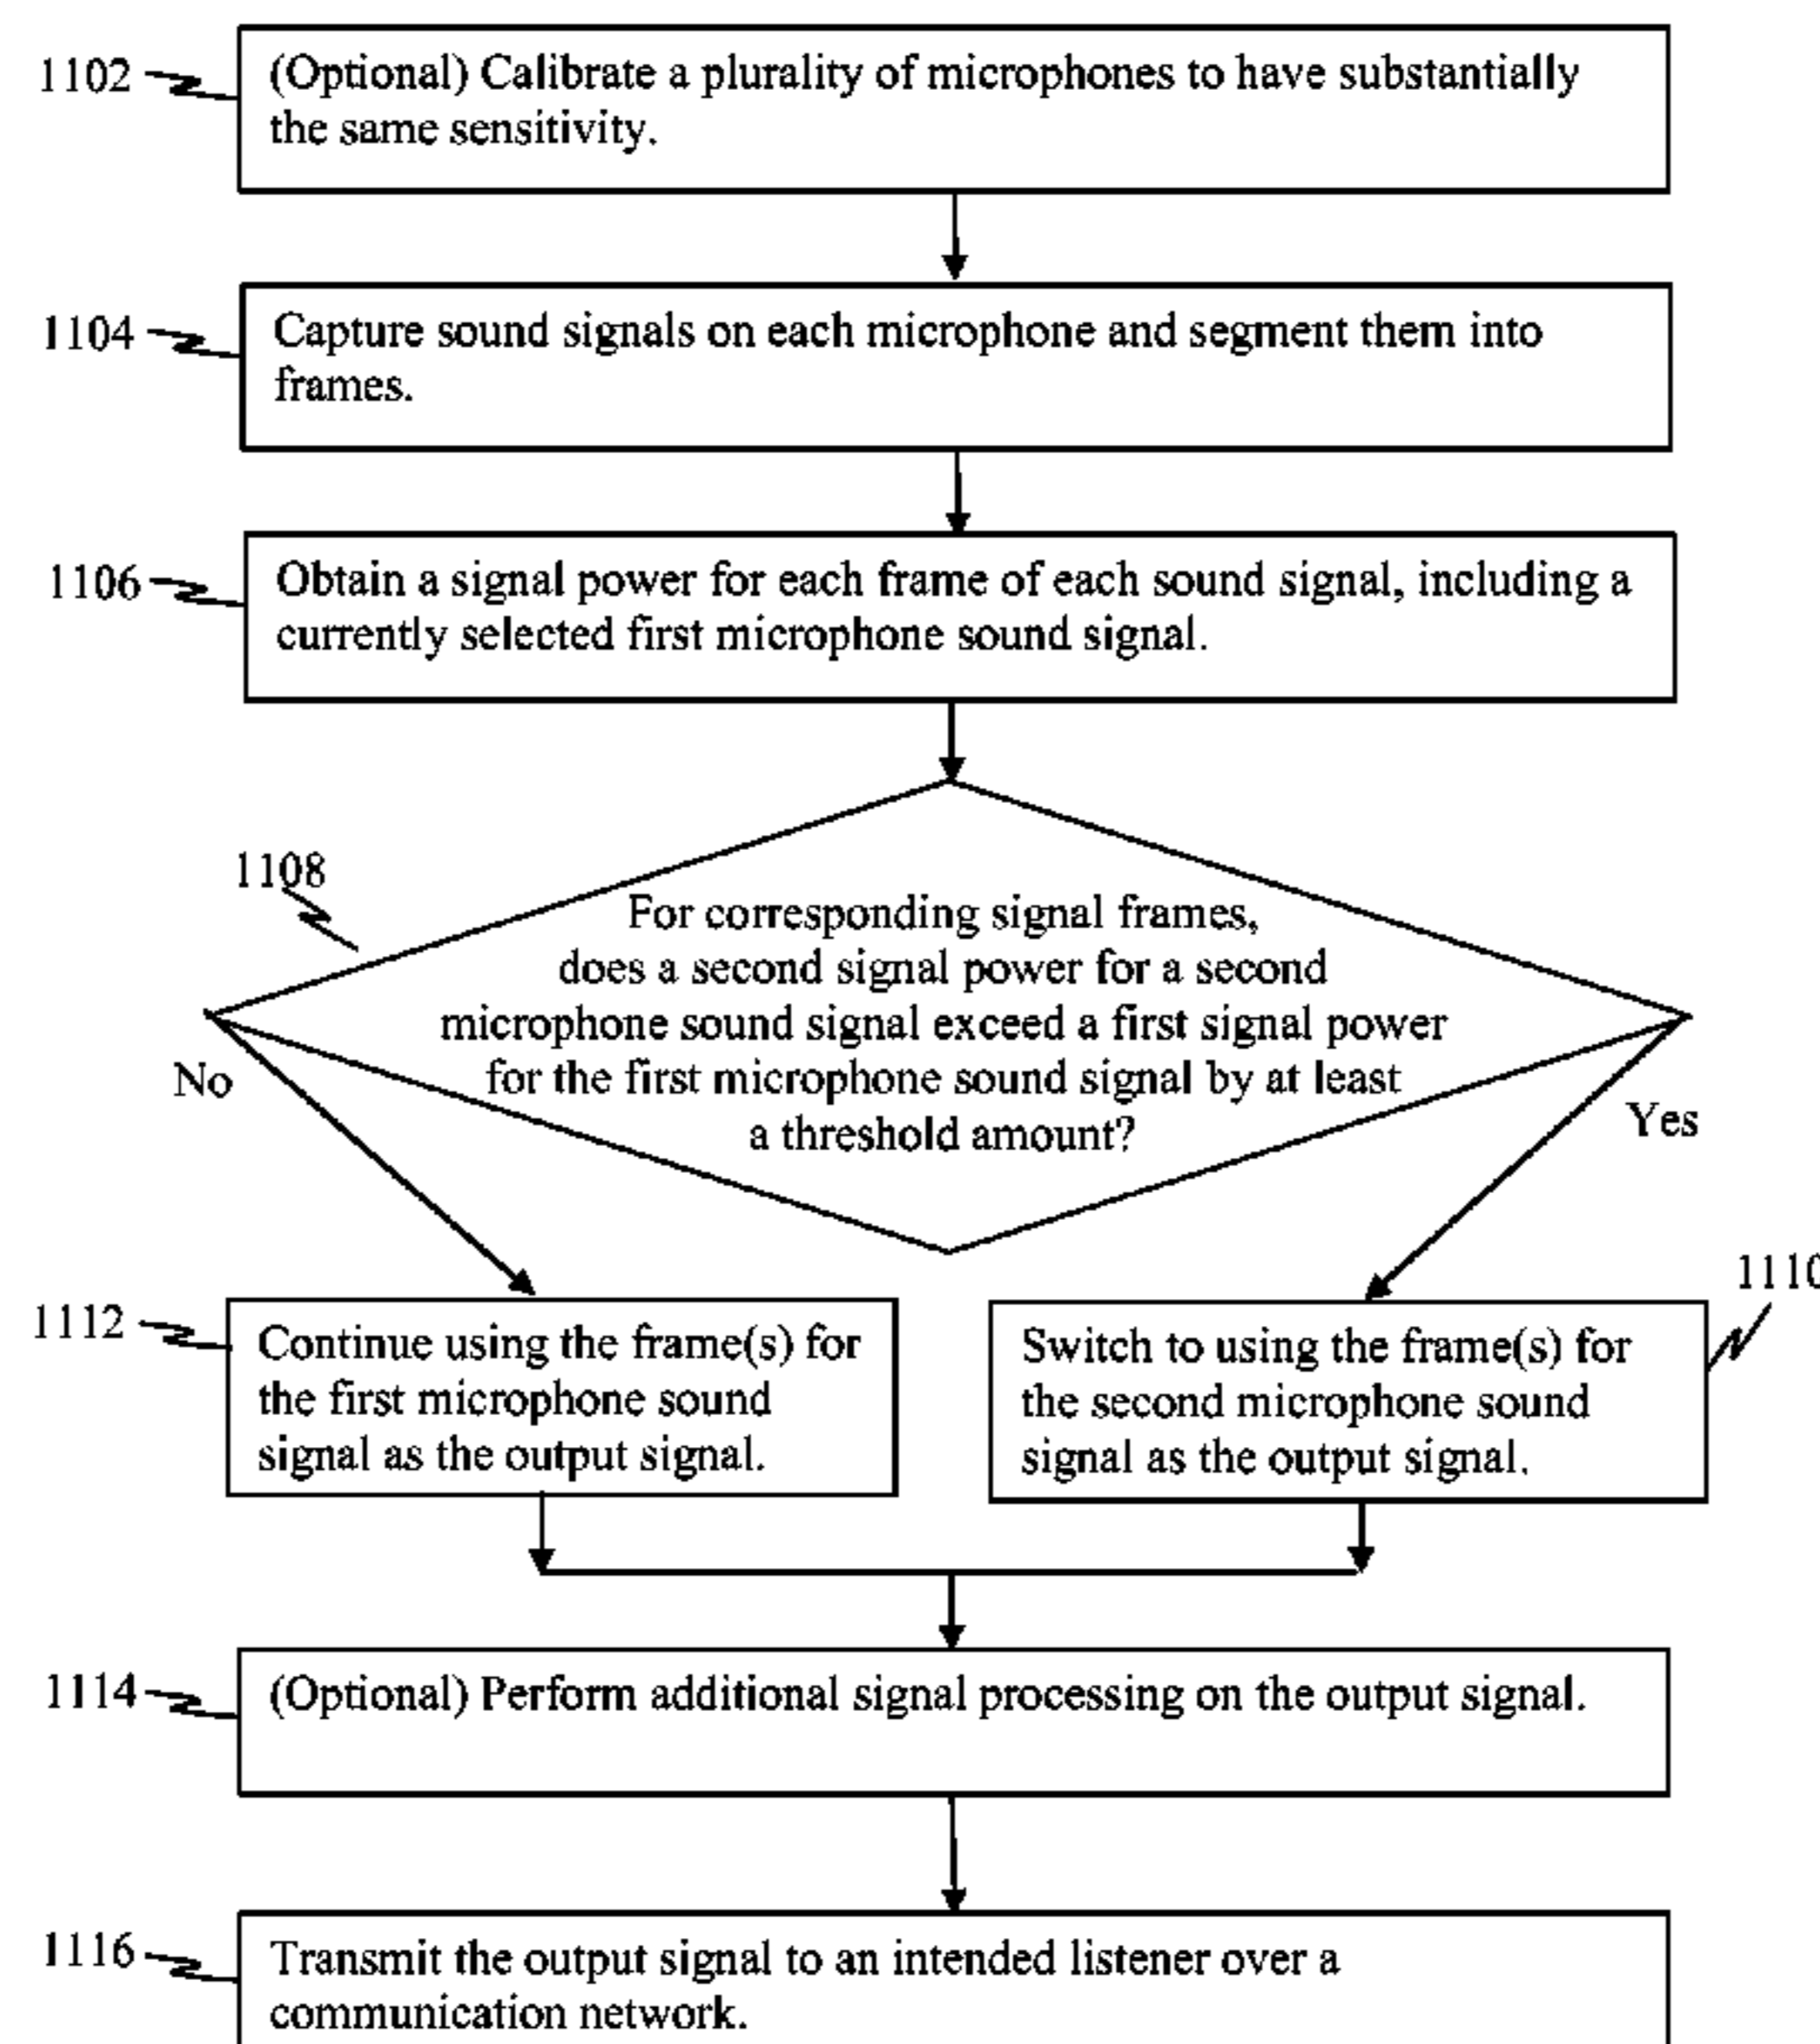 1102
(Optional) Calibrate a plurality of microphones to have substantially
the same sensitivity.
1104
Capture sound signals on each microphone and segment them into
frames.
1106
Obtain a signal power for each frame of each sound signal, including a
currently selected first microphone sound signal.
1108
For corresponding signal frames,
does a second signal power for a second
microphone sound signal exceed a first signal power
for the first microphone sound signal by at least
a threshold amount?
No
Yes
1112
Continue using the frame(s) for
the first microphone sound
signal as the output signal.
1110
Switch to using the frame(s) for
the second microphone sound
signal as the output signal.
1114
(Optional) Perform additional signal processing on the output signal.
1116
Transmit the output signal to an intended listener over a
communication network.